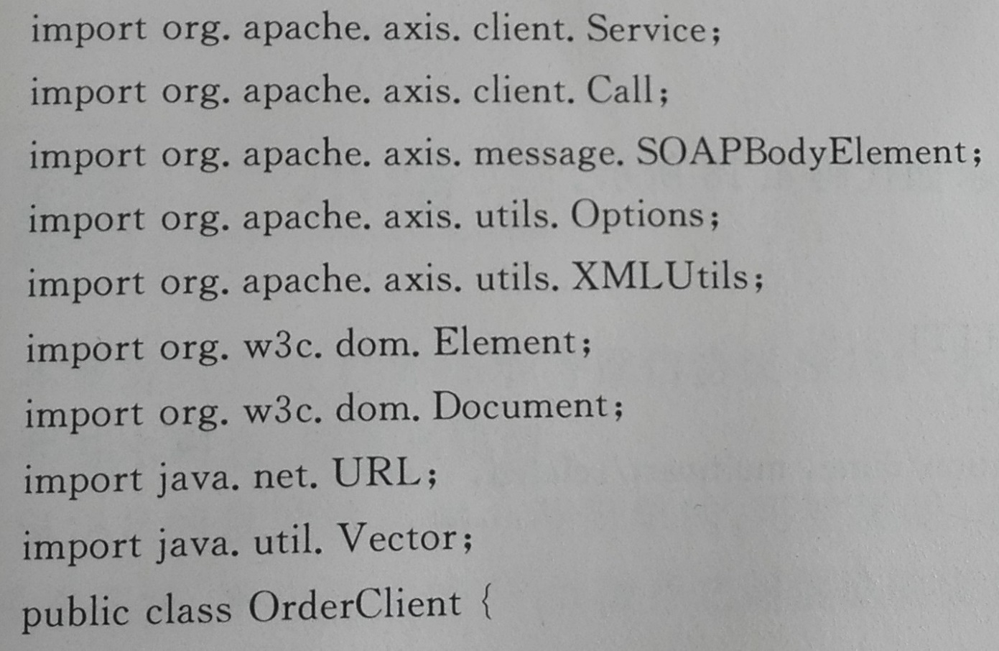 import org. apache. axis. client. Service;
import org. apache. axis. client. Call;
import org. apache. axis. message. SOAPBodyElement;
import org. apache. axis. utils. Options;
import org. apache. axis. utils. XMLUtils;
import org. w3c. dom. Element;
import org. w3c. dom. Document;
import java. net. URL;
import java. util. Vector;
public class OrderClient {